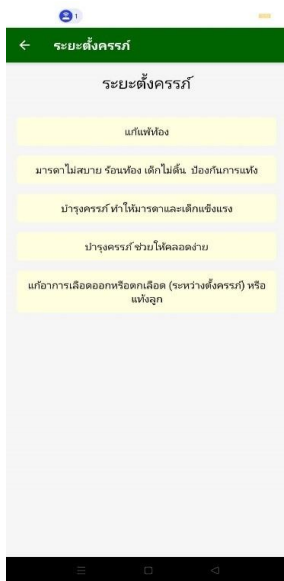 1
ระยะตั้งครรภ์
ระยะตั้งครรภ์
แก้แพ้ท้อง
มารดาไม่สบาย ร้อนท้อง เด็กไม่ดิ้น ป้องกันการแท้ง
บำรุงครรภ์ ทำให้มารดาและเด็กแข็งแรง
บำรุงครรภ์ ช่วยให้คลอดง่าย
แก้อาการเลือดออกหรือตกเลือด (ระหว่างตั้งครรภ์) หรือ
แท้งลูก